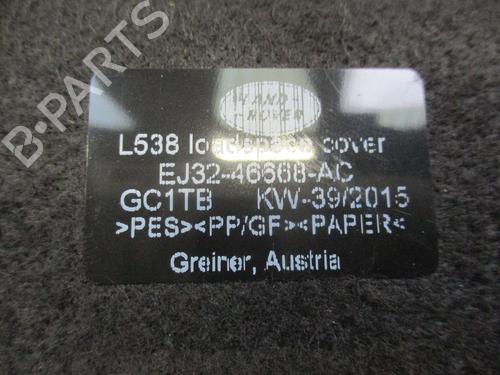 B-PARTS
LAND-
-ROVER
L538 loadspace cover
EJ32-46668-AC
GC1TB KW-39/2015
>PES><PP/GF><PAPER<
Greiner, Austria